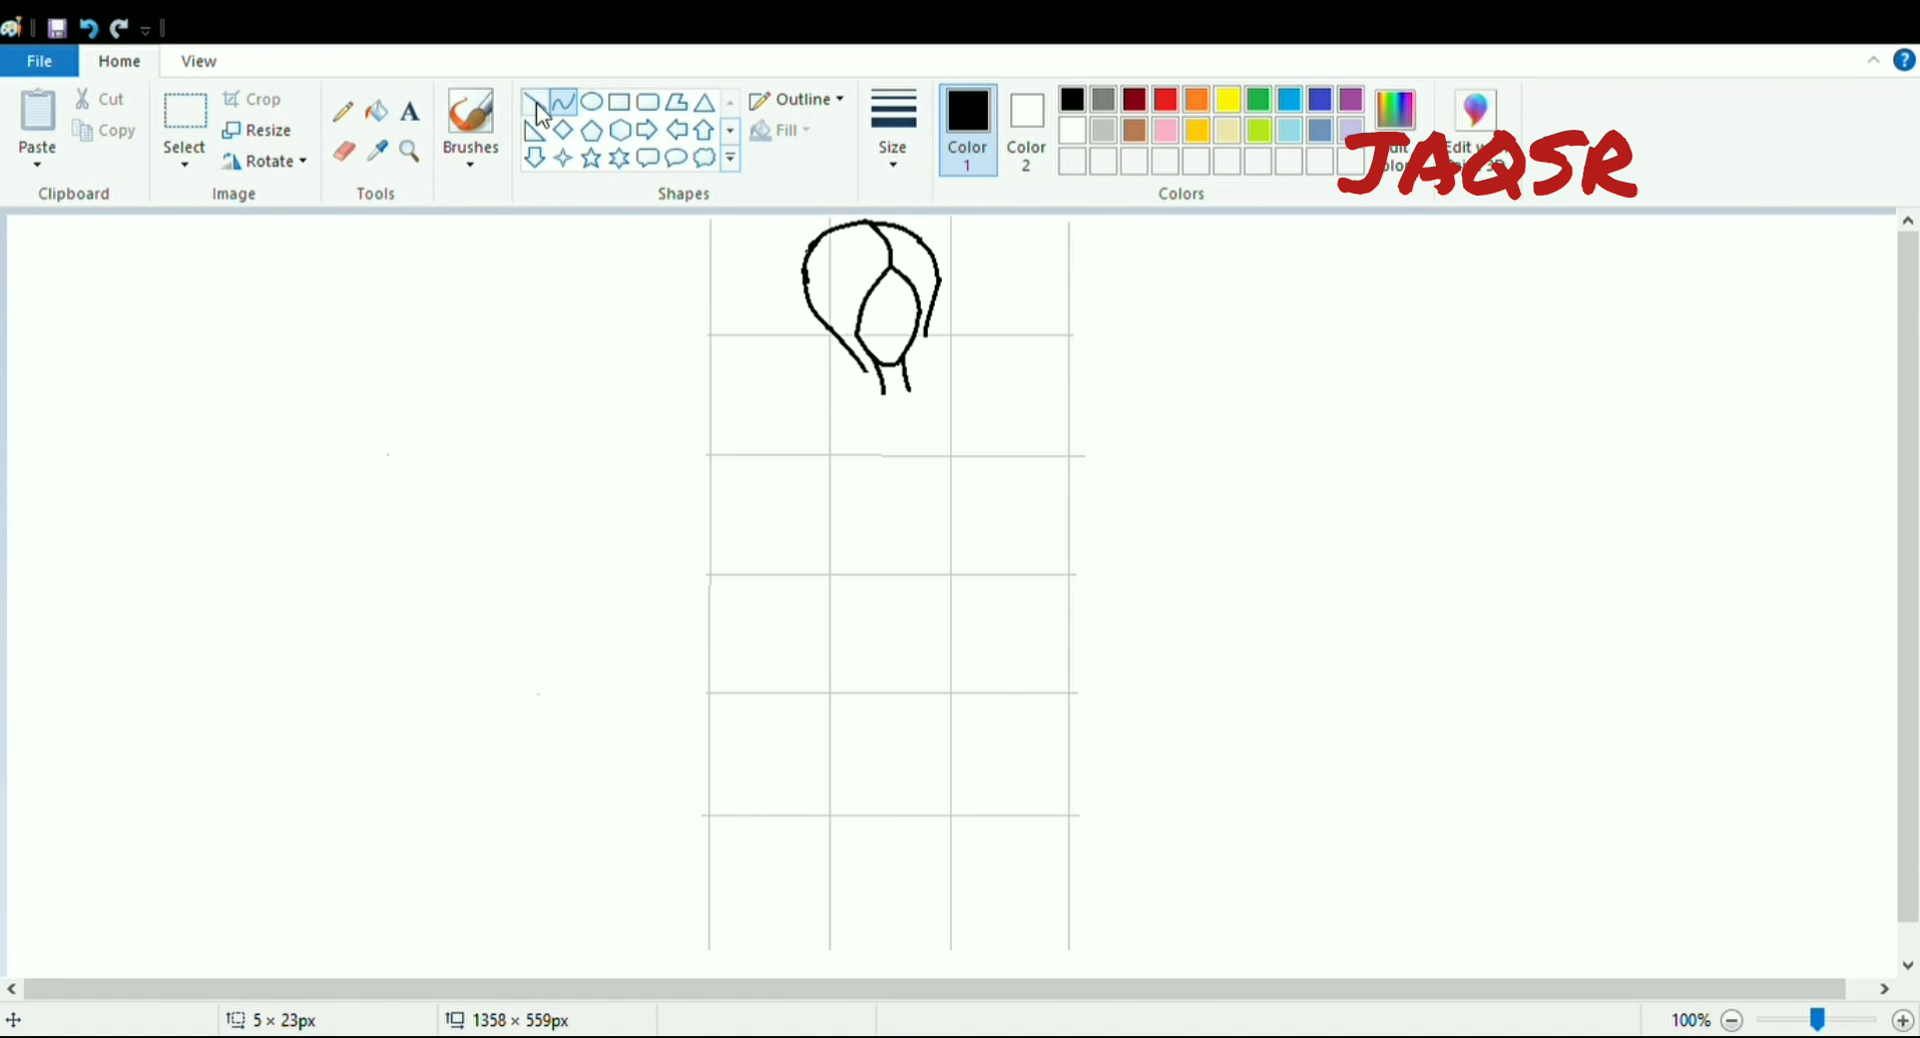 File Home View
Paste
Cut
Copy
Clipboard
Select
Crop
Resize
Rotate
Image
A
Tools
Brushes
Shapes
Outline
Fill
Size
Color
1
Color
2
Colors
Edit
JAQSR
5 × 23px
1358 × 559px
100%